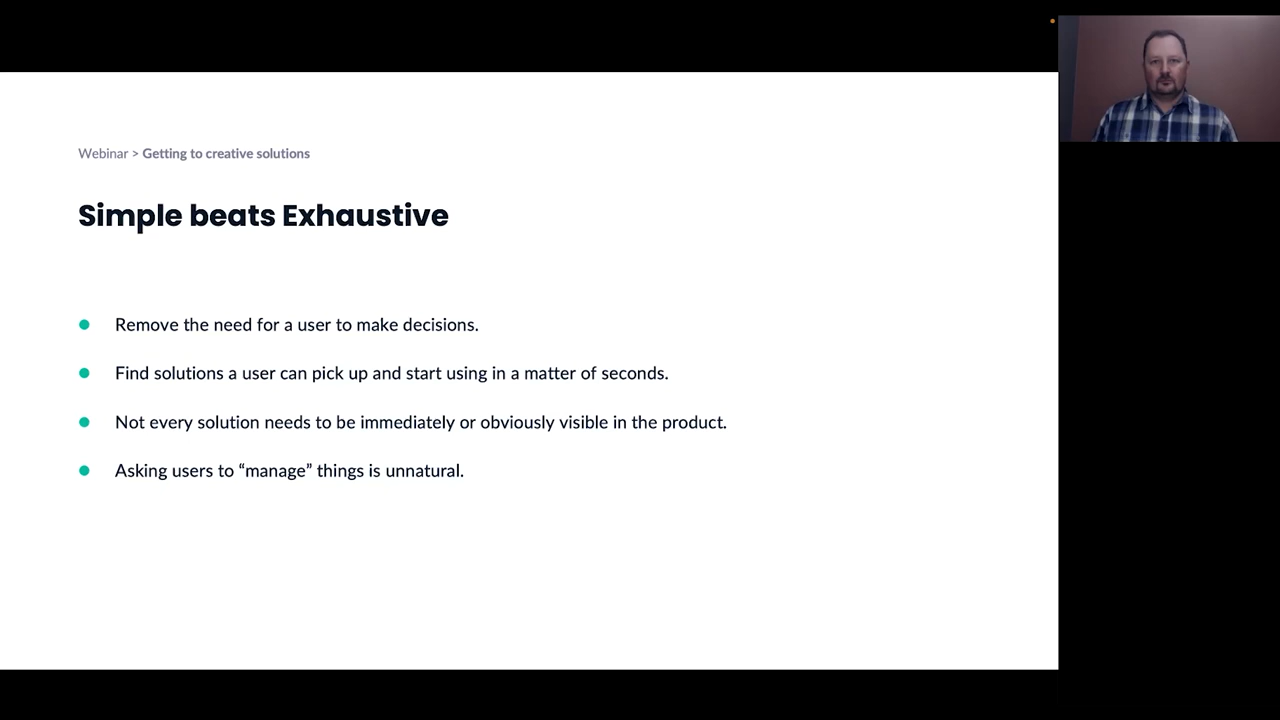 Webinar > Getting to creative solutions
Simple beats Exhaustive
Remove the need for a user to make decisions.
Find solutions a user can pick up and start using in a matter of seconds.
Not every solution needs to be immediately or obviously visible in the product.
Asking users to “manage” things is unnatural.